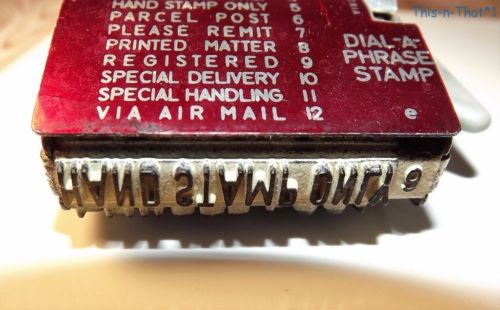 This-n-That^1
HAND STAMP ONLY 5
PARCEL POST 6
PLEASE REMIT 7
PRINTED MATTER 8
REGISTERED 9
SPECIAL DELIVERY 10
SPECIAL HANDLING 11
VIA AIR MAIL 12
DIAL-A-
PHRASE
STAMP
e
HAND STAMP ONLY